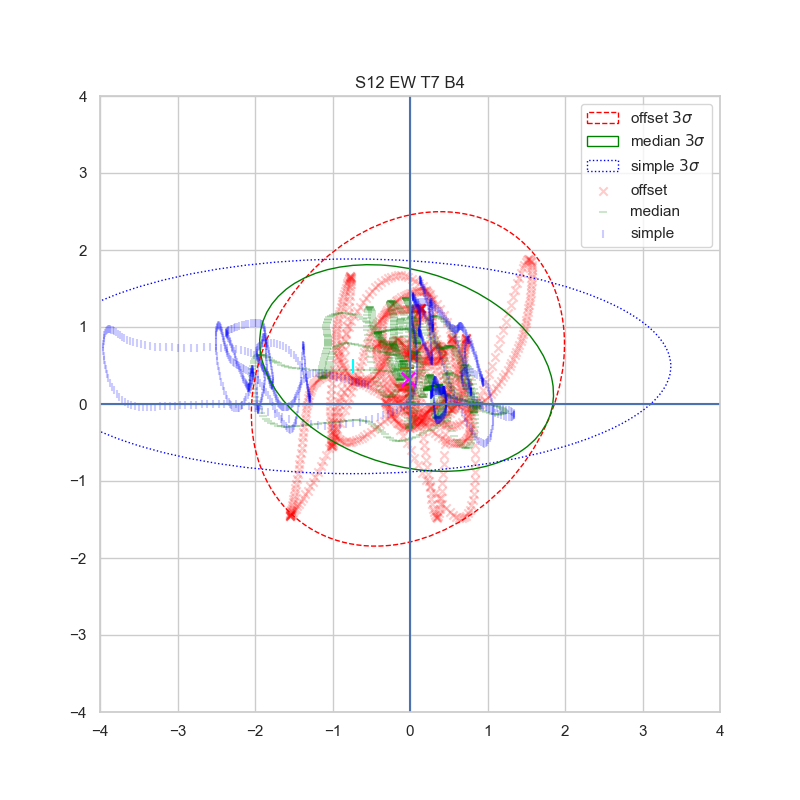 S12 EW T7 B4
offset 3σ
median 3σ
simple 3σ
offset
median
simple
4
3
2
1
0
−1
−2
−3
−4
−4 −3 −2 −1 0 1 2 3 4